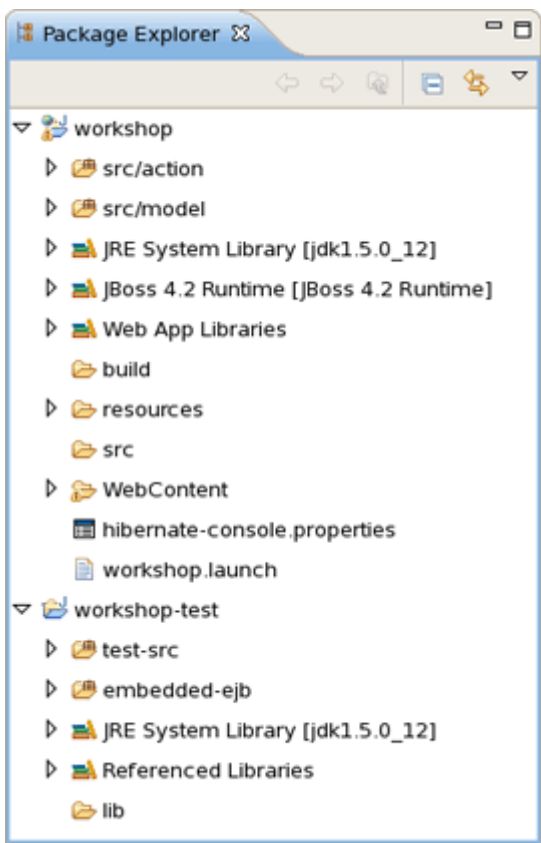 Package Explorer
workshop
src/action
src/model
JRE System Library [jdk1.5.0_12]
JBoss 4.2 Runtime [JBoss 4.2 Runtime]
Web App Libraries
build
resources
src
WebContent
hibernate-console.properties
workshop.launch
workshop-test
test-src
embedded-ejb
JRE System Library [jdk1.5.0_12]
Referenced Libraries
lib